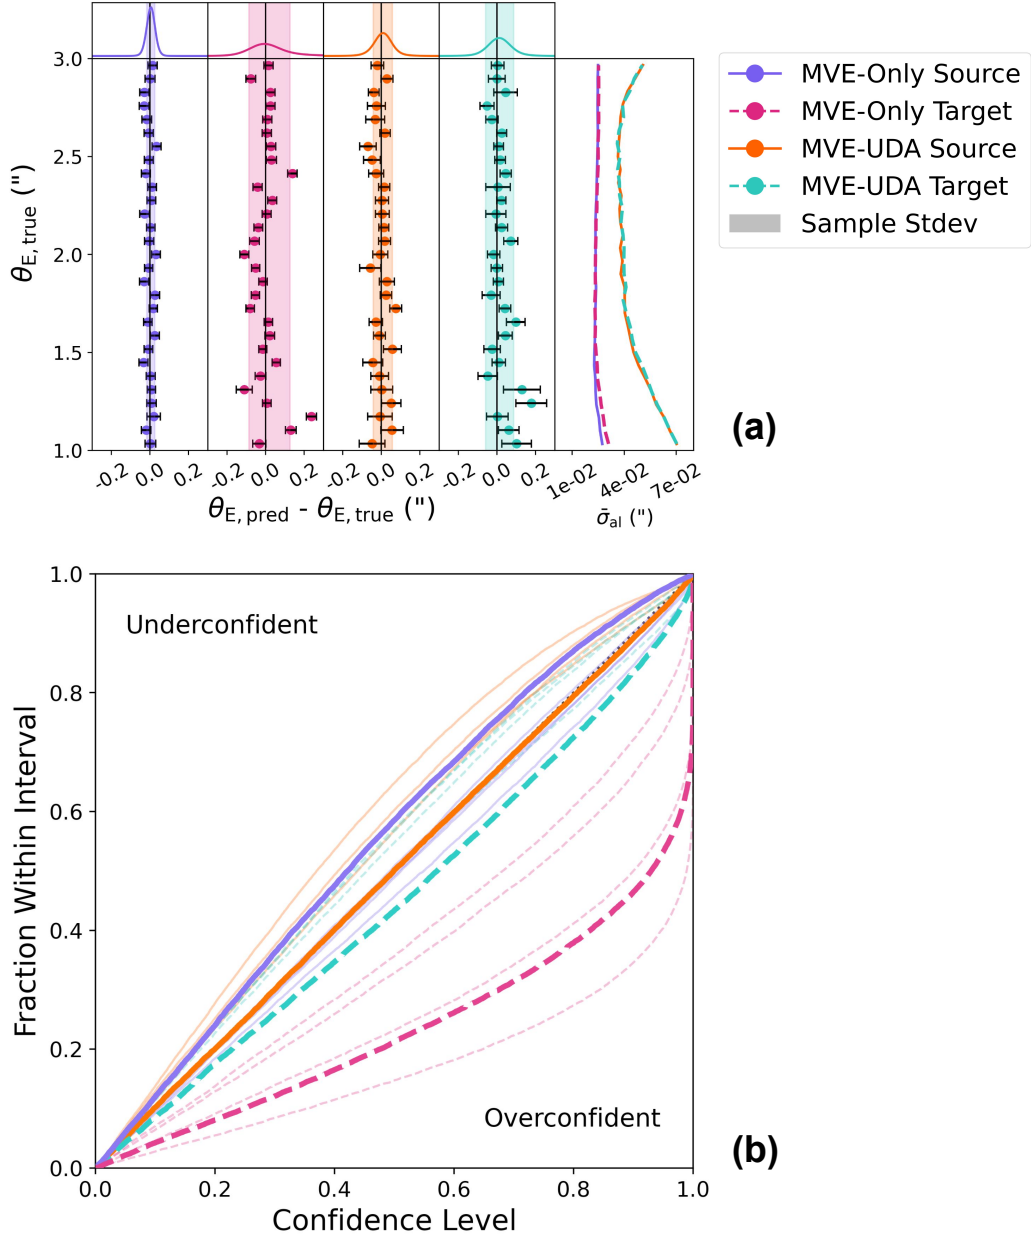 3.0
2.5
2.0
1.5
1.0
θE, true (")
-0.2 0.0 0.2 -0.2 0.0 0.2 -0.2 0.0 0.2 -0.2 0.0 0.2 1e-02 4e-02 7e-02
θE, pred - θE, true (")
σ̄al (")
MVE-Only Source
MVE-Only Target
MVE-UDA Source
MVE-UDA Target
Sample Stdev
(a)
1.0
0.8
0.6
0.4
0.2
0.0
Fraction Within Interval
Underconfident
Overconfident
0.0 0.2 0.4 0.6 0.8 1.0
Confidence Level
(b)